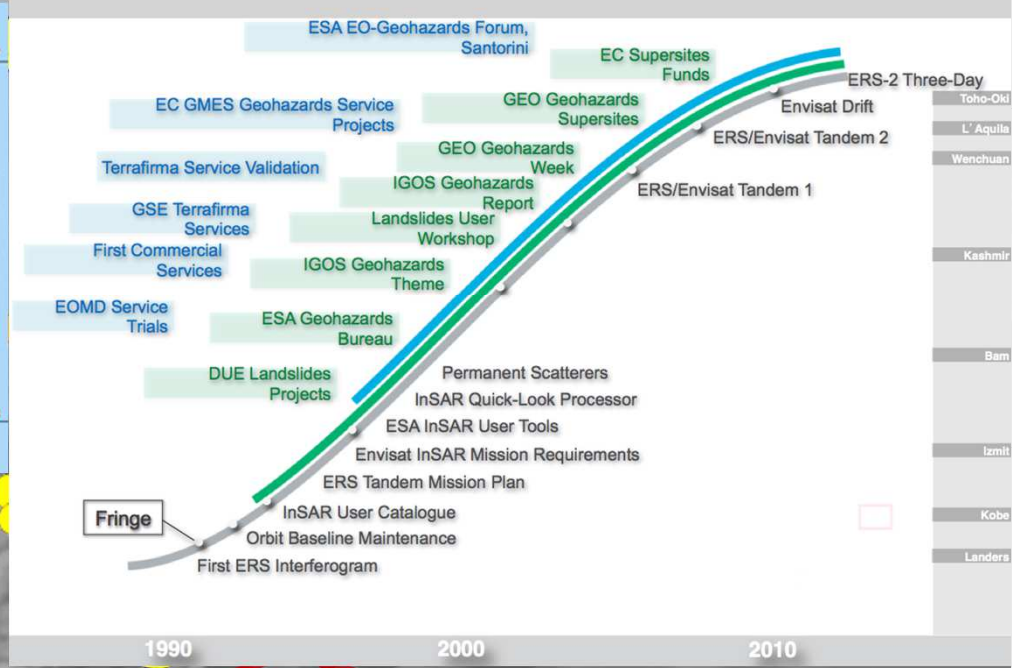 ESA EO-Geohazards Forum,
Santorini
EC Supersites
Funds
ERS-2 Three-Day
Toho-Oki
EC GMES Geohazards Service
Projects
GEO Geohazards
Supersites
Envisat Drift
L' Aquila
ERS/Envisat Tandem 2
GEO Geohazards
Week
Wenchuan
Terrafirma Service Validation
IGOS Geohazards
Report
ERS/Envisat Tandem 1
GSE Terrafirma
Services
Landslides User
Workshop
First Commercial
Services
IGOS Geohazards
Theme
Kashmir
EOMD Service
Trials
ESA Geohazards
Bureau
Bam
DUE Landslides
Projects
Permanent Scatterers
InSAR Quick-Look Processor
ESA InSAR User Tools
Envisat InSAR Mission Requirements
Izmit
ERS Tandem Mission Plan
Fringe
InSAR User Catalogue
Kobe
Orbit Baseline Maintenance
First ERS Interferogram
Landers
1990
2000
2010